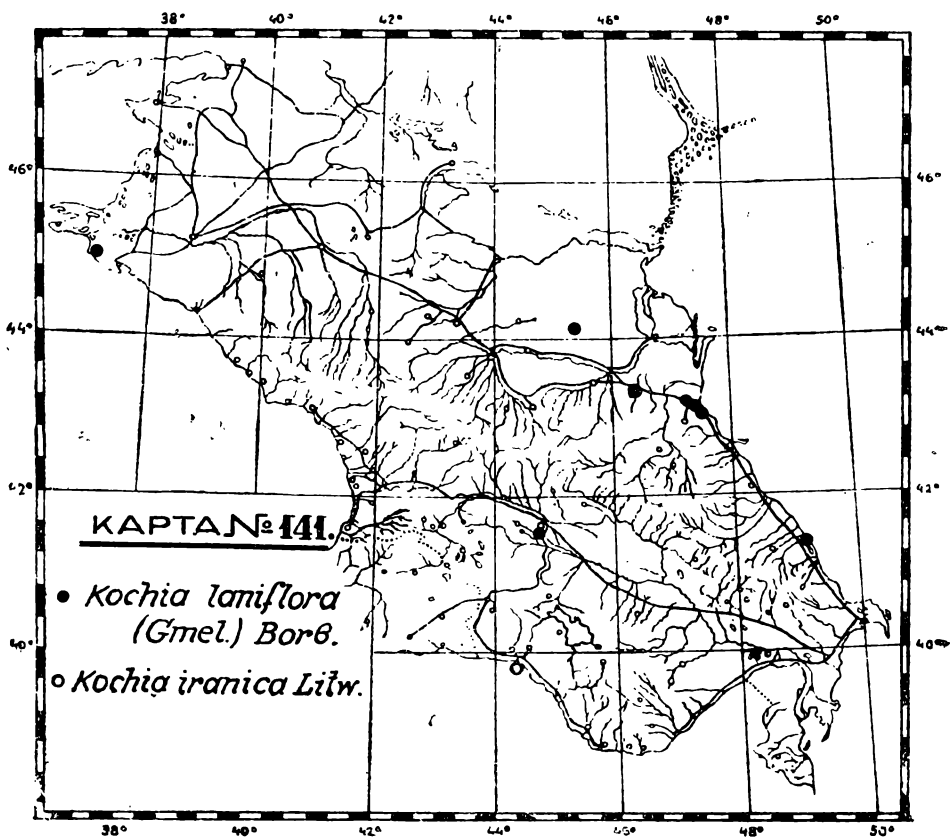 38° 40° 42° 44° 46° 48° 50°
46° 46°
44° 44°
42° 42°
КАРТА № 141.
Kochia laniflora
(Gmel.) Borб.
40° 40°
Kochia iranica Litw.
38° 40° 42° 44° 46° 48° 50°